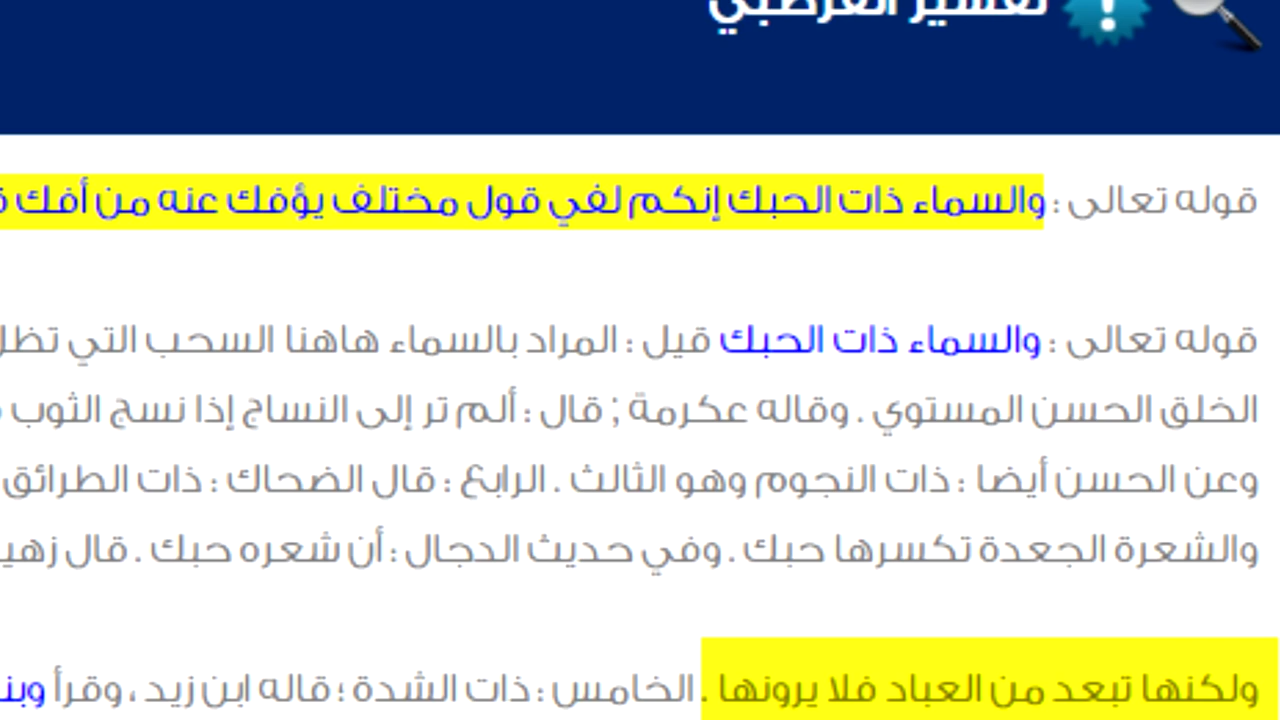 تفسير القرطبي
قوله تعالى : والسماء ذات الحبك إنكم لفي قول مختلف يؤفك عنه من أفك
قوله تعالى : والسماء ذات الحبك قيل : المراد بالسماء هاهنا السحب التي تظل
الخلق الحسن المستوي . وقاله عكرمة ; قال : ألم تر إلى النساج إذا نسج الثوب
وعن الحسن أيضا : ذات النجوم وهو الثالث . الرابع : قال الضحاك : ذات الطرائق
والشعرة الجعدة تكسرها حبك . وفي حديث الدجال : أن شعره حبك . قال زهي
ولكنها تبعد من العباد فلا يرونها . الخامس : ذات الشدة ؛ قاله ابن زيد ، وقرأ وبن